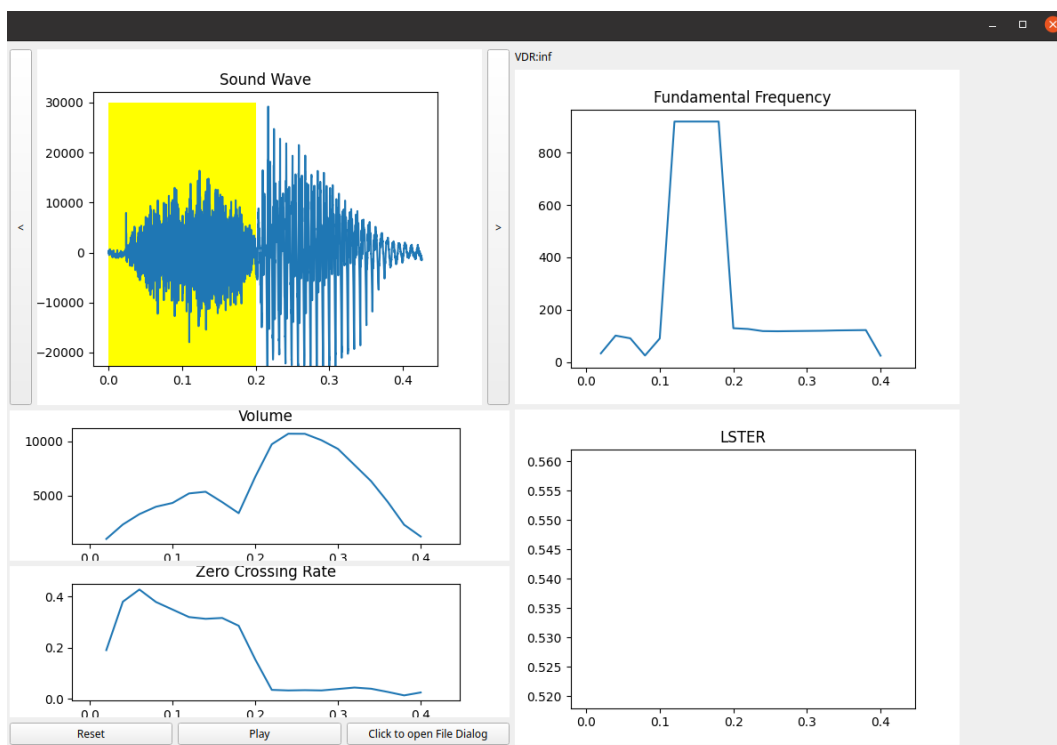 VDR:inf
Sound Wave
30000
20000
10000
0
−10000
−20000
0.0 0.1 0.2 0.3 0.4
<
>
Fundamental Frequency
800
600
400
200
0
0.0 0.1 0.2 0.3 0.4
Volume
10000
5000
0.0 0.1 0.2 0.3 0.4
Zero Crossing Rate
0.4
0.2
0.0
0.0 0.1 0.2 0.3 0.4
LSTER
0.560
0.555
0.550
0.545
0.540
0.535
0.530
0.525
0.520
0.0 0.1 0.2 0.3 0.4
Reset Play Click to open File Dialog